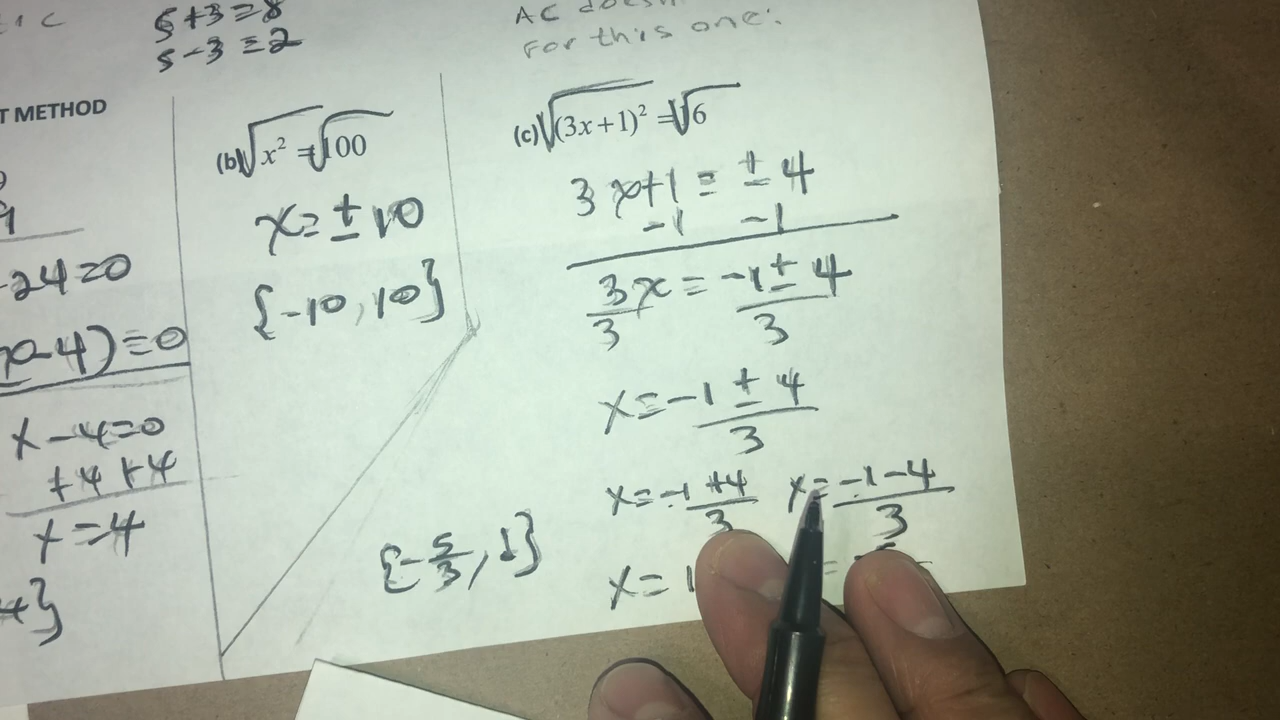 5+3=8
5-3=2
AC
for this one.
T METHOD
-24=0
-4)=0
x-4=0
+4 +4
x=4
4}
(b) √x² = √100
x=±10
{-10, 10}
(c) √(3x+1)² = √6
3x+1 = ±4
-1 -1
3x = -1±4
3 3
x = -1±4
3
x = -1+4
3
x = -1-4
3
x = 1
=
{-5/3, 1}